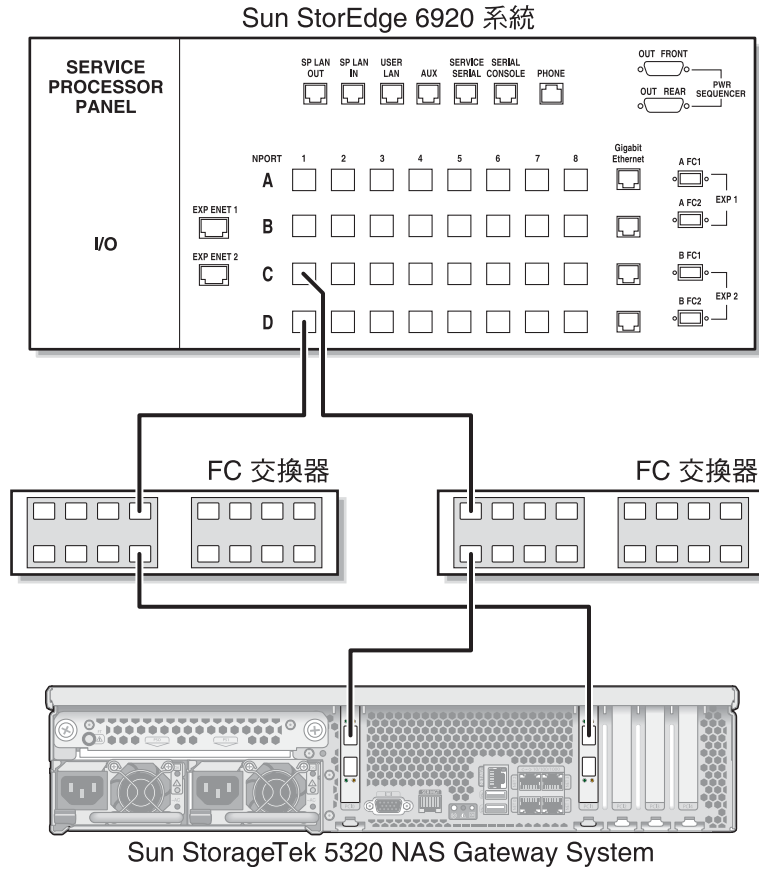 Sun StorEdge 6920 系統
SERVICE
PROCESSOR
PANEL
I/O
SP LAN
OUT
SP LAN
IN
USER
LAN
AUX
SERVICE
SERIAL
SERIAL
CONSOLE
PHONE
OUT FRONT
OUT REAR
PWR
SEQUENCER
NPORT 1 2 3 4 5 6 7 8
Gigabit
Ethernet
A
B
C
D
EXP ENET 1
EXP ENET 2
A FC1
A FC2
EXP 1
B FC1
B FC2
EXP 2
FC 交換器
FC 交換器
Sun StorageTek 5320 NAS Gateway System